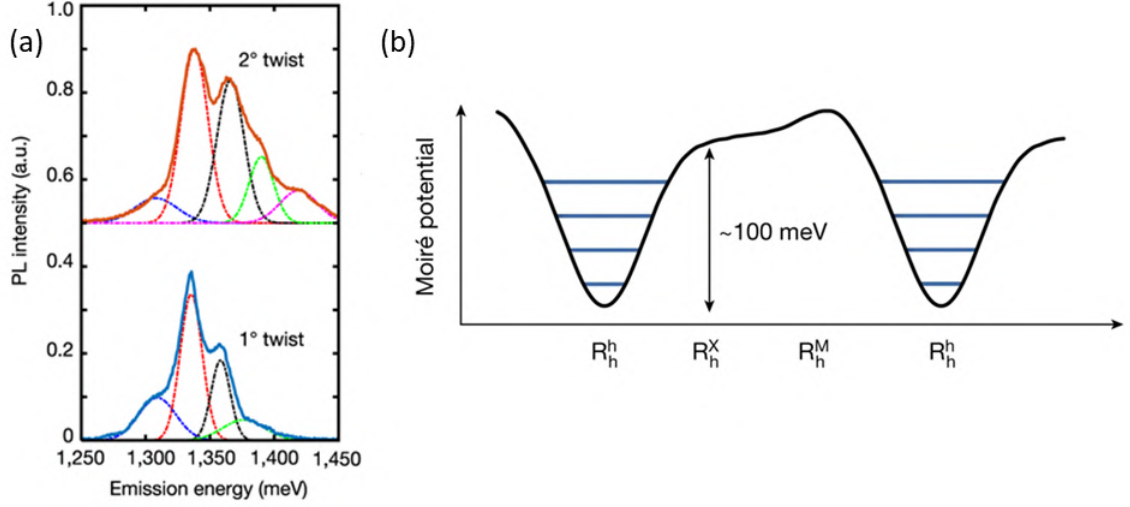 (a)
1.0
0.8
0.6
0.4
0.2
0
PL intensity (a.u.)
2° twist
1° twist
1,250 1,300 1,350 1,400 1,450
Emission energy (meV)
(b)
Moiré potential
~100 meV
R_h^h R_h^X R_h^M R_h^h